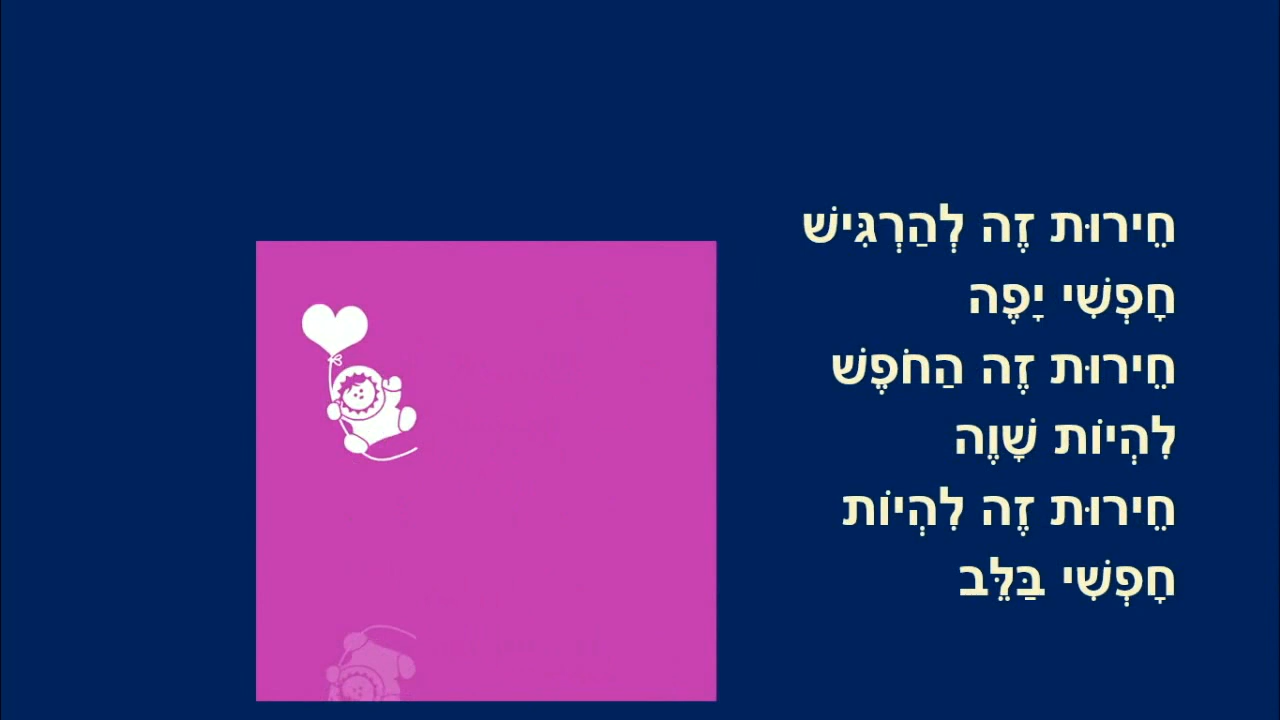 חֵירוּת זֶה לְהַרְגִּישׁ
חָפְשִׁי יָפֶה
חֵירוּת זֶה הַחֹפֶשׁ
לִהְיוֹת שָׁוֶה
חֵירוּת זֶה לִהְיוֹת
חָפְשִׁי בַּלֵּב